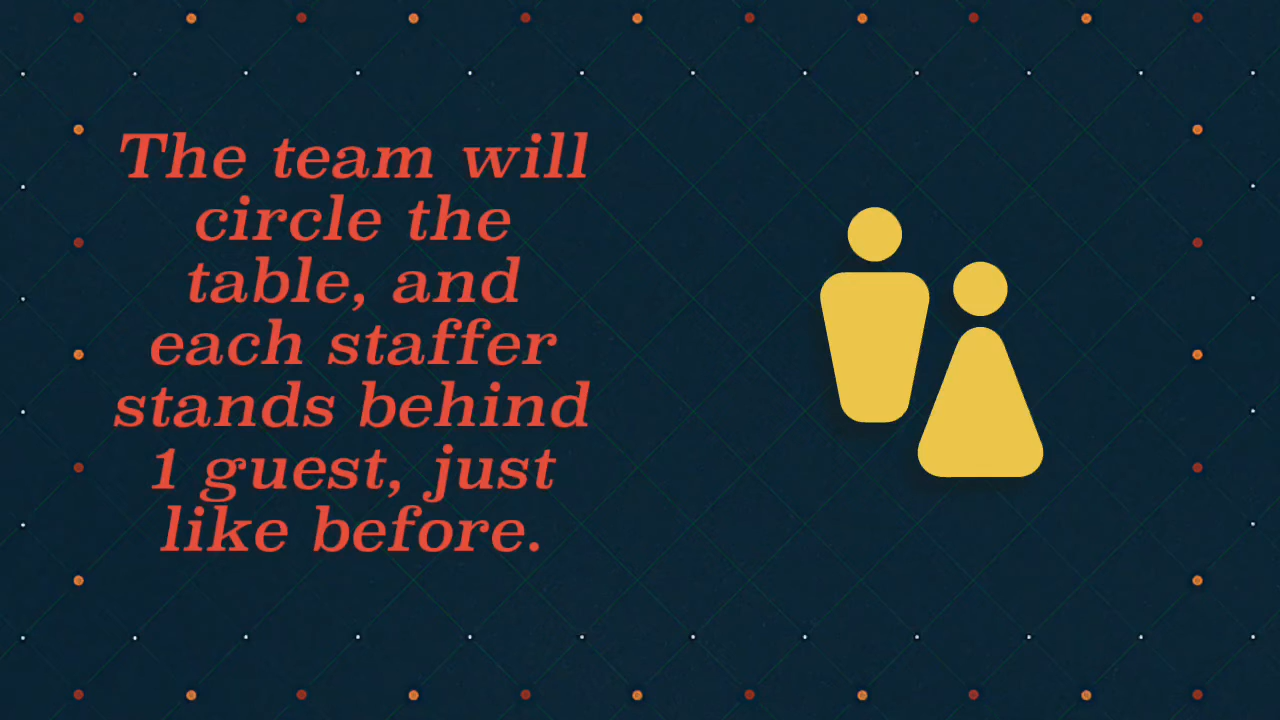 The team will
circle the
table, and
each staffer
stands behind
1 guest, just
like before.